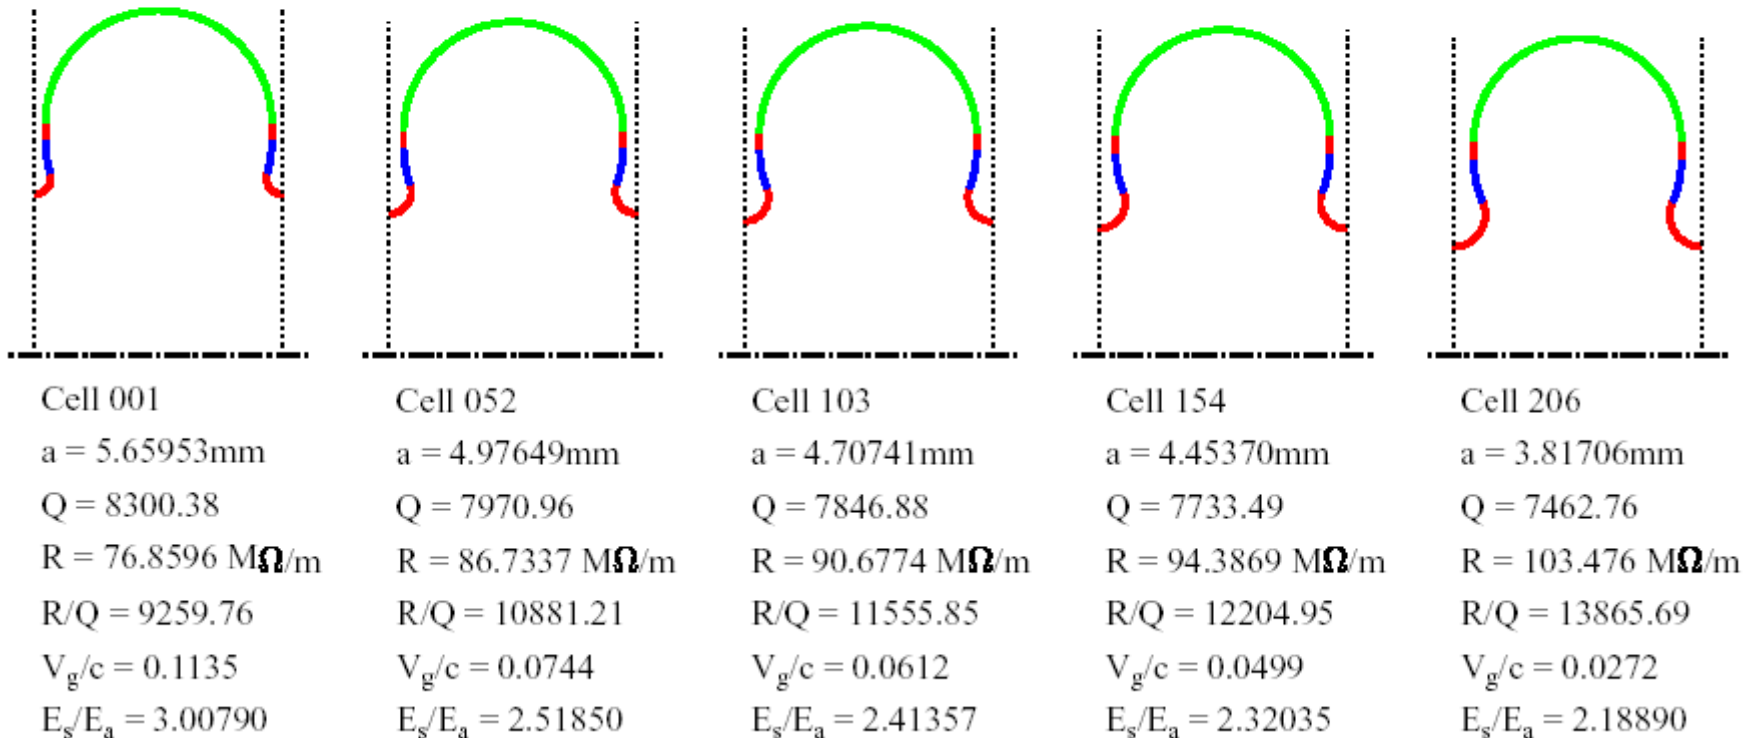 Cell 001
a = 5.65953mm
Q = 8300.38
R = 76.8596 MΩ/m
R/Q = 9259.76
Vg/c = 0.1135
Es/Ea = 3.00790
Cell 052
a = 4.97649mm
Q = 7970.96
R = 86.7337 MΩ/m
R/Q = 10881.21
Vg/c = 0.0744
Es/Ea = 2.51850
Cell 103
a = 4.70741mm
Q = 7846.88
R = 90.6774 MΩ/m
R/Q = 11555.85
Vg/c = 0.0612
Es/Ea = 2.41357
Cell 154
a = 4.45370mm
Q = 7733.49
R = 94.3869 MΩ/m
R/Q = 12204.95
Vg/c = 0.0499
Es/Ea = 2.32035
Cell 206
a = 3.81706mm
Q = 7462.76
R = 103.476 MΩ/m
R/Q = 13865.69
Vg/c = 0.0272
Es/Ea = 2.18890